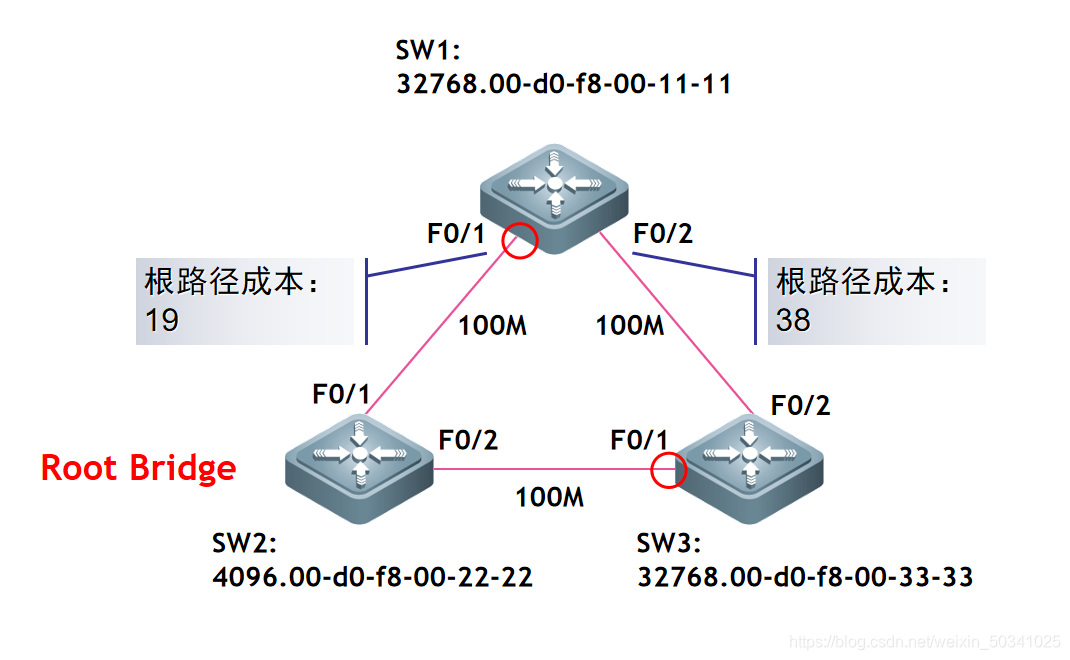 SW1:
32768.00-d0-f8-00-11-11
F0/1
F0/2
根路径成本：
19
根路径成本：
38
100M
100M
F0/1
F0/2
F0/2
F0/1
Root Bridge
100M
SW2:
4096.00-d0-f8-00-22-22
SW3:
32768.00-d0-f8-00-33-33
https://blog.csdn.net/weixin_50341025